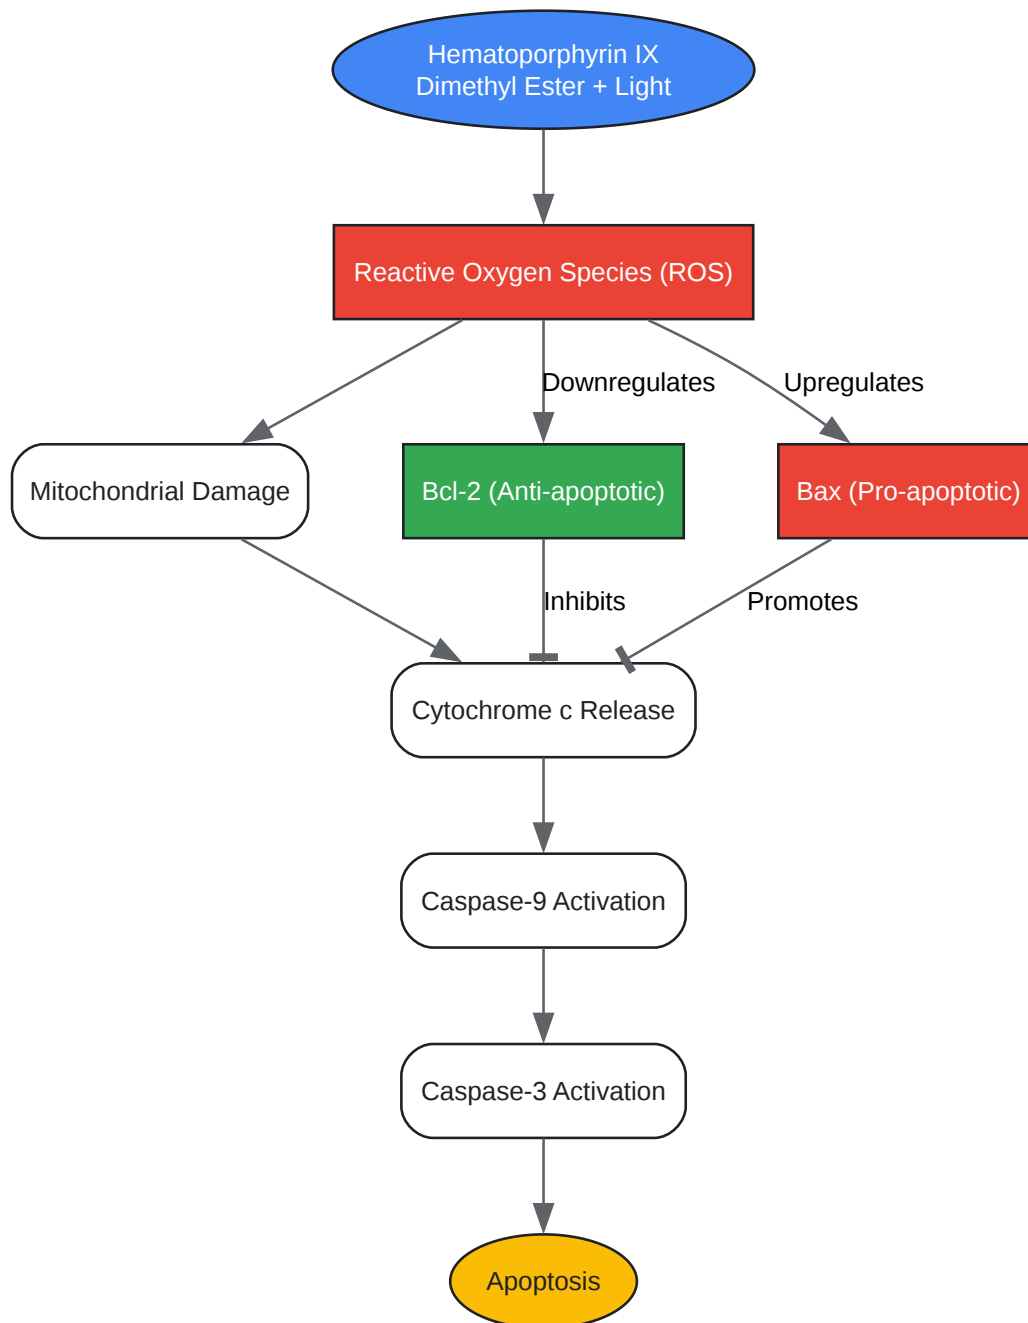 Hematoporphyrin IX
Dimethyl Ester + Light
Reactive Oxygen Species (ROS)
Downregulates
Upregulates
Mitochondrial Damage
Bcl-2 (Anti-apoptotic)
Bax (Pro-apoptotic)
Inhibits
Promotes
Cytochrome c Release
Caspase-9 Activation
Caspase-3 Activation
Apoptosis